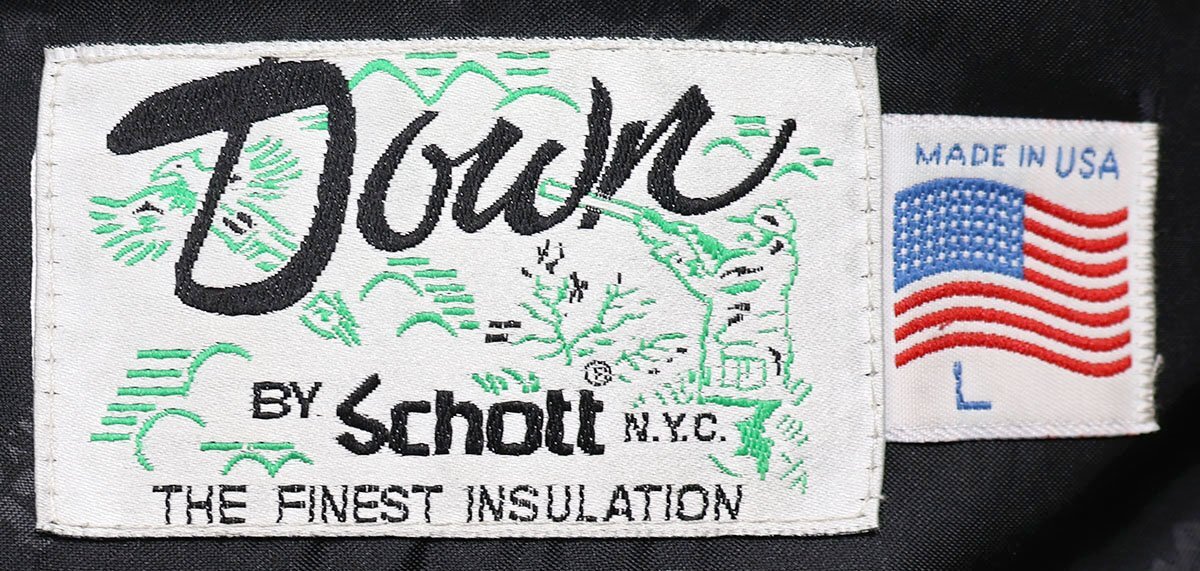 Down
BY Schott® N.Y.C.
THE FINEST INSULATION
MADE IN USA
L